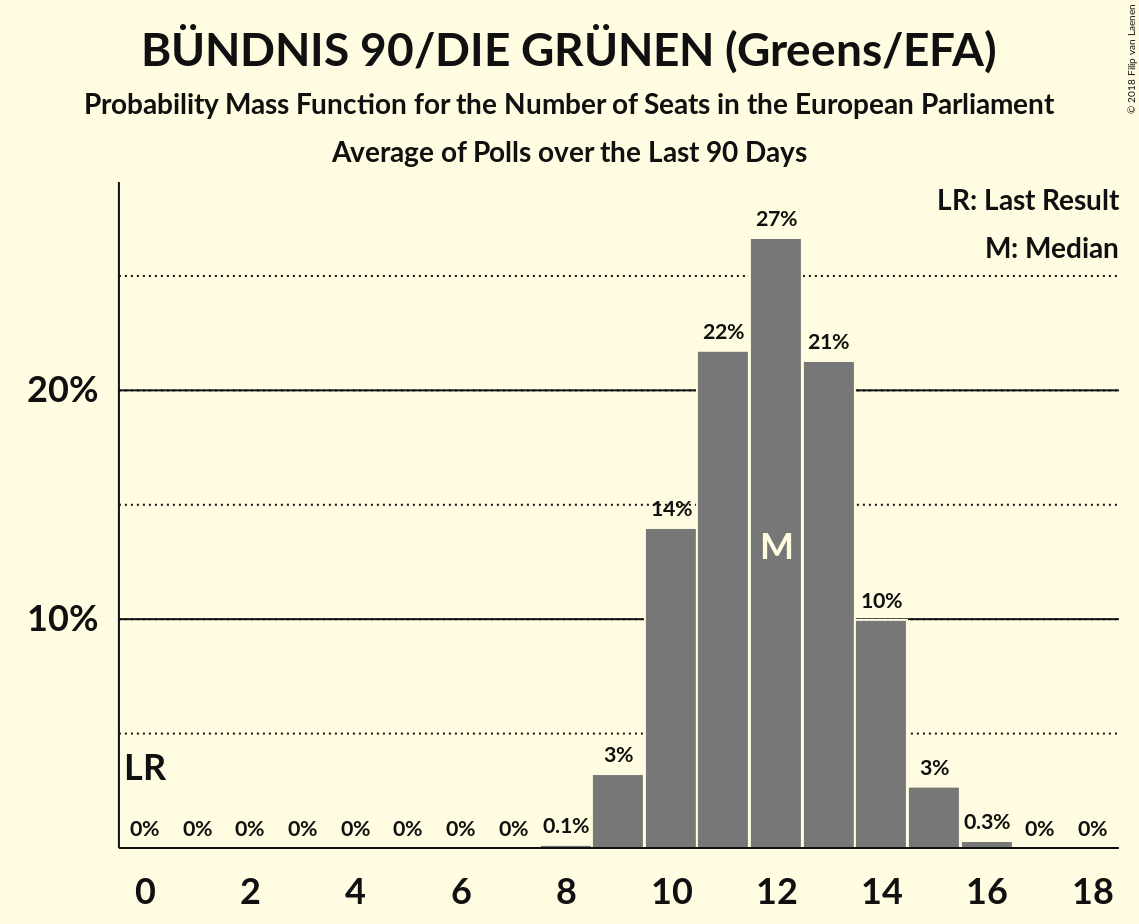 BÜNDNIS 90/DIE GRÜNEN (Greens/EFA)
Probability Mass Function for the Number of Seats in the European Parliament
Average of Polls over the Last 90 Days
© 2018 Filip van Laenen
LR: Last Result
M: Median
27%
22%
21%
20%
14%
M
10%
10%
3%
LR
3%
0% 0% 0% 0% 0% 0% 0% 0% 0.1% 0.3% 0% 0%
0 2 4 6 8 10 12 14 16 18